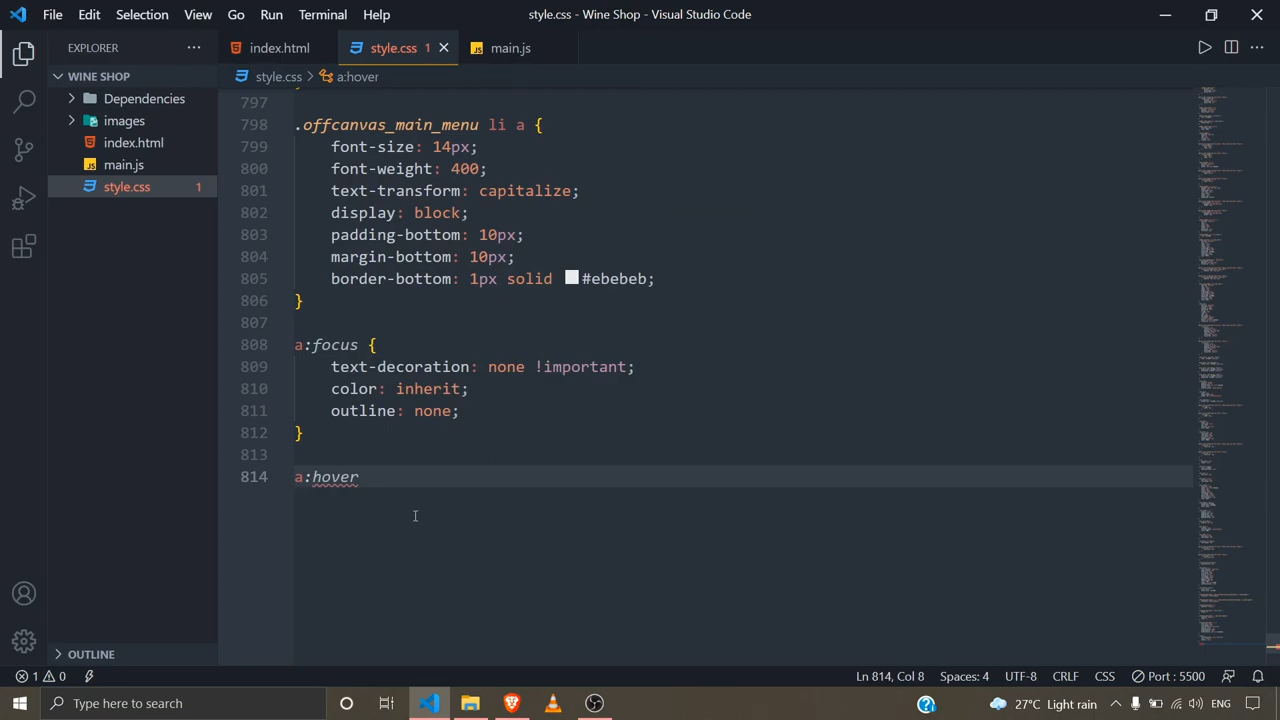 File Edit Selection View Go Run Terminal Help style.css - Wine Shop - Visual Studio Code
EXPLORER ··· index.html style.css 1 main.js
WINE SHOP
style.css > a:hover
Dependencies
images
index.html
main.js
style.css 1
797
798 .offcanvas_main_menu li a {
799 font-size: 14px;
800 font-weight: 400;
801 text-transform: capitalize;
802 display: block;
803 padding-bottom: 10px;
804 margin-bottom: 10px;
805 border-bottom: 1px solid #ebebeb;
806 }
807
808 a:focus {
809 text-decoration: none !important;
810 color: inherit;
811 outline: none;
812 }
813
814 a:hover
OUTLINE
1 0 Ln 814, Col 8 Spaces: 4 UTF-8 CRLF CSS Port : 5500
Type here to search 27°C Light rain ENG